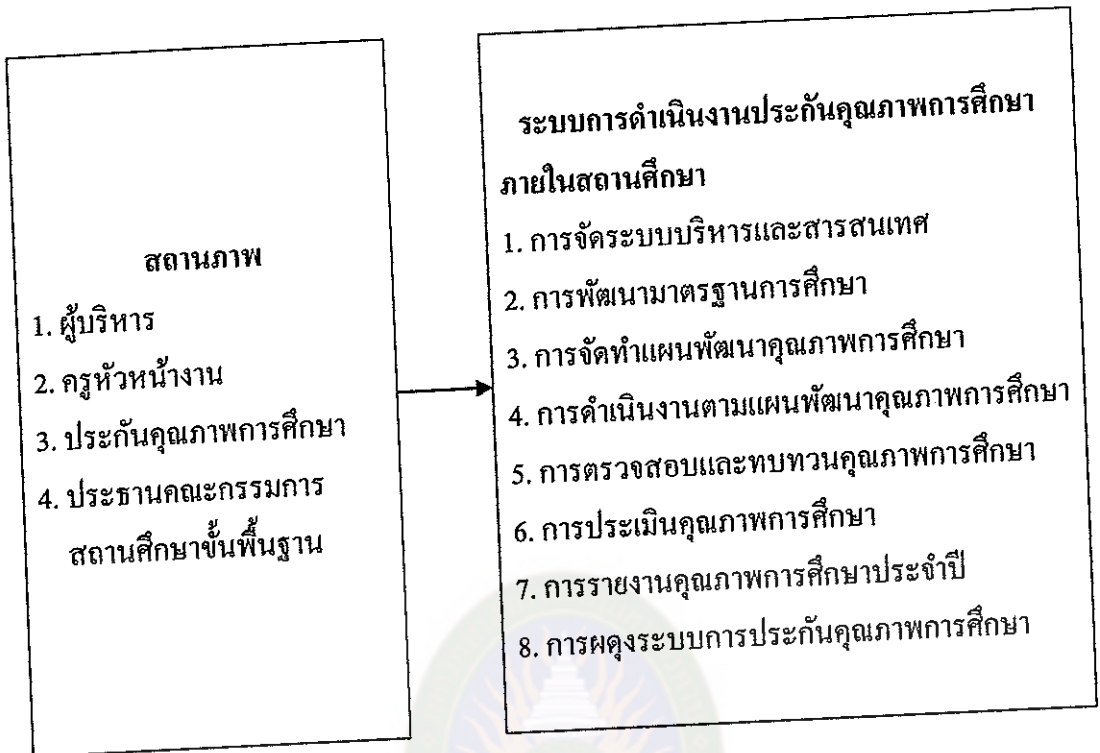 สถานภาพ
1. ผู้บริหาร
2. ครูหัวหน้างาน
3. ประกันคุณภาพการศึกษา
4. ประธานคณะกรรมการ
สถานศึกษาขั้นพื้นฐาน
ระบบการดำเนินงานประกันคุณภาพการศึกษา
ภายในสถานศึกษา
1. การจัดระบบบริหารและสารสนเทศ
2. การพัฒนามาตรฐานการศึกษา
3. การจัดทำแผนพัฒนาคุณภาพการศึกษา
4. การดำเนินงานตามแผนพัฒนาคุณภาพการศึกษา
5. การตรวจสอบและทบทวนคุณภาพการศึกษา
6. การประเมินคุณภาพการศึกษา
7. การรายงานคุณภาพการศึกษาประจำปี
8. การผดุงระบบการประกันคุณภาพการศึกษา